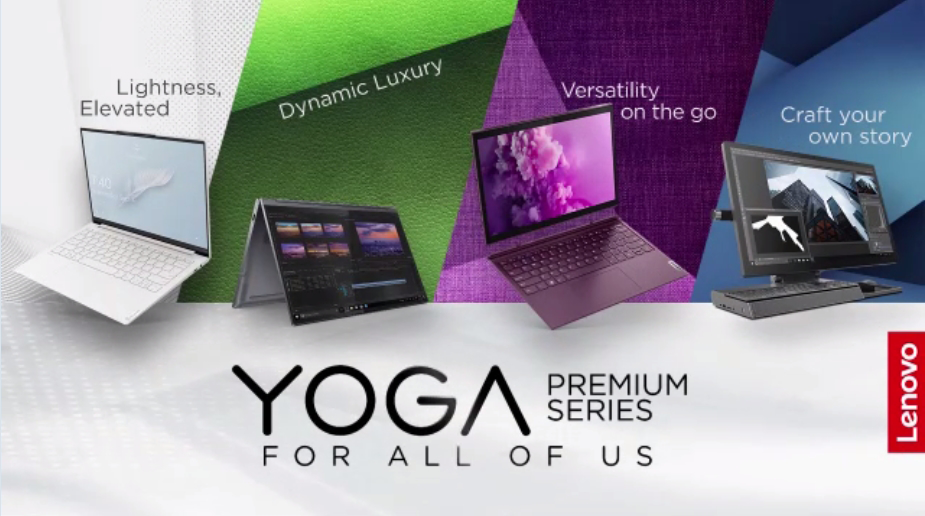 Lightness,
Elevated
Dynamic Luxury
Versatility
on the go
Craft your
own story
YOGA
PREMIUM
SERIES
FOR ALL OF US
Lenovo